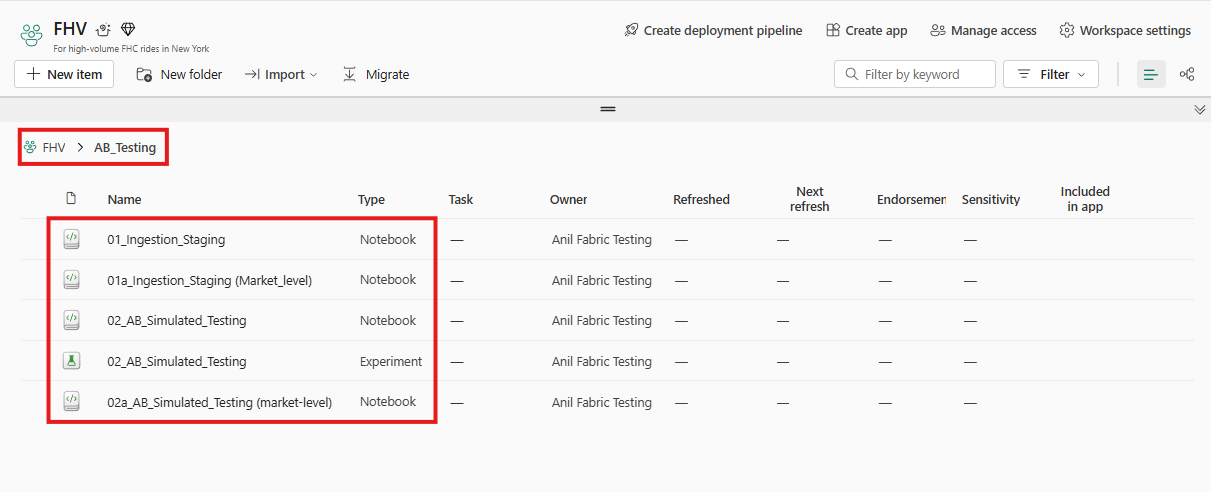 FHV
For high-volume FHC rides in New York
Create deployment pipeline Create app Manage access Workspace settings
New item New folder Import Migrate Filter by keyword Filter
FHV > AB_Testing
Name Type Task Owner Refreshed Next refresh Endorsemen Sensitivity Included in app
01_Ingestion_Staging Notebook — Anil Fabric Testing — — — —
01a_Ingestion_Staging (Market_level) Notebook — Anil Fabric Testing — — — —
02_AB_Simulated_Testing Notebook — Anil Fabric Testing — — — —
02_AB_Simulated_Testing Experiment — Anil Fabric Testing — — — —
02a_AB_Simulated_Testing (market-level) Notebook — Anil Fabric Testing — — — —